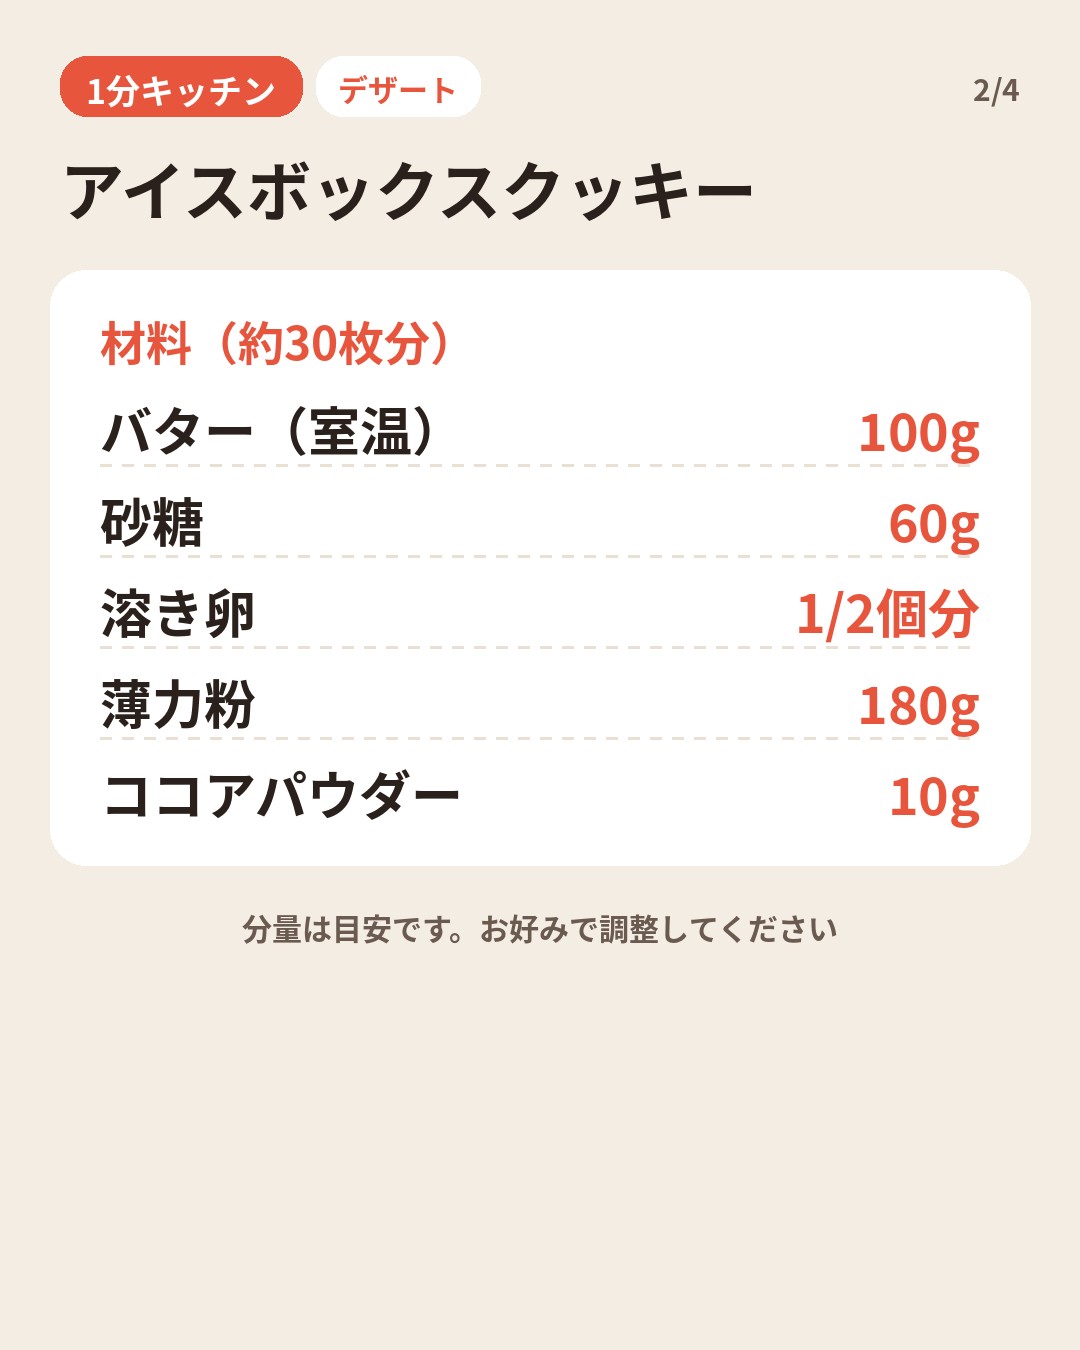 1分キッチン デザート 2/4
アイスボックスクッキー
材料（約30枚分）
バター（室温） 100g
砂糖 60g
溶き卵 1/2個分
薄力粉 180g
ココアパウダー 10g
分量は目安です。お好みで調整してください